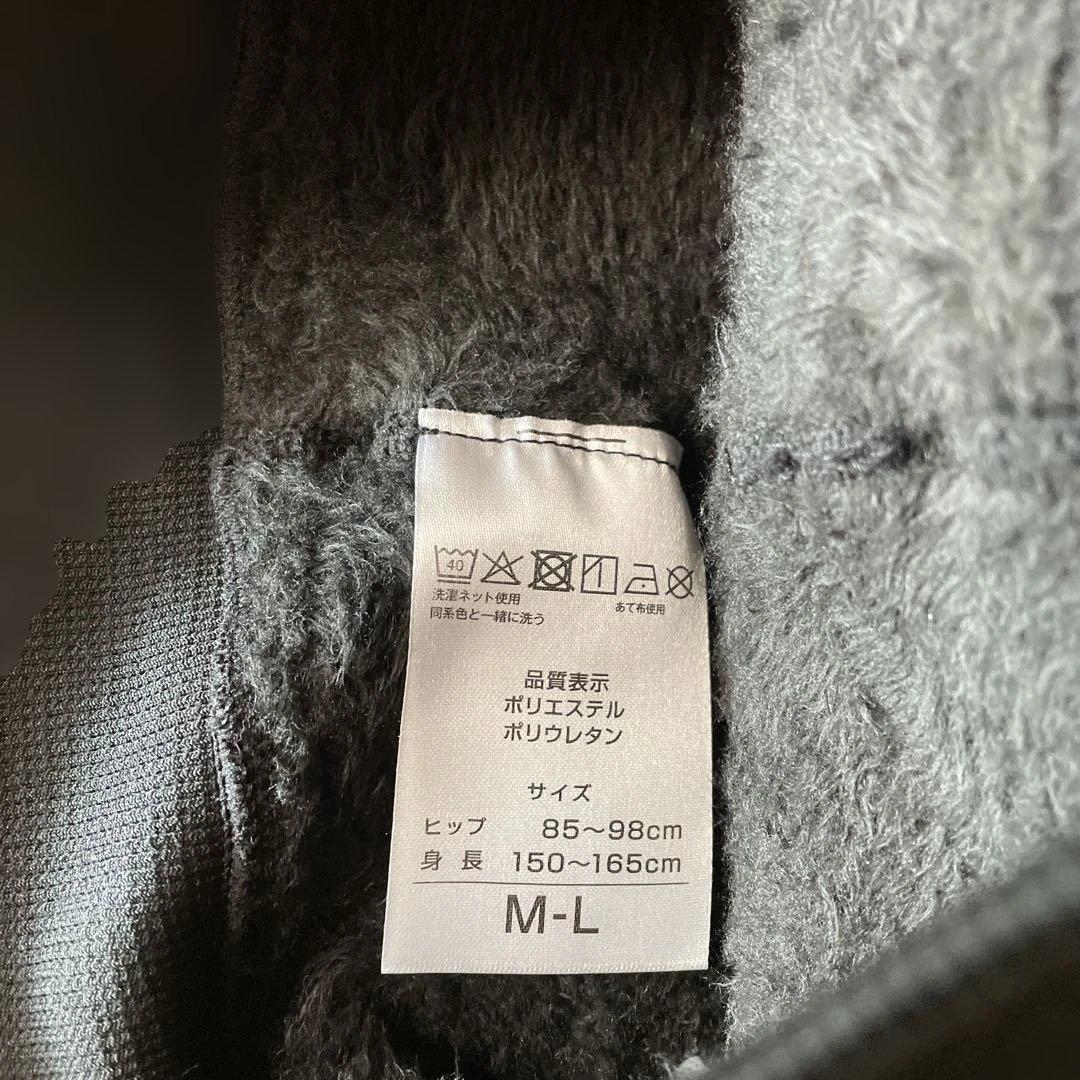 40
洗濯ネット使用
同系色と一緒に洗う
あて布使用
品質表示
ポリエステル
ポリウレタン
サイズ
ヒップ 85～98cm
身長 150～165cm
M-L